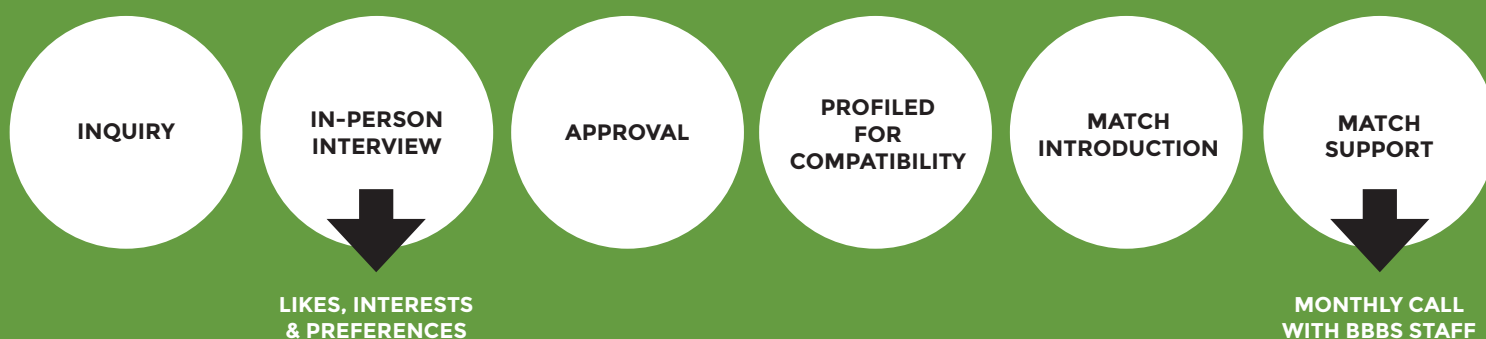 INQUIRY
IN-PERSON
INTERVIEW
LIKES, INTERESTS
& PREFERENCES
APPROVAL
PROFILED
FOR
COMPATIBILITY
MATCH
INTRODUCTION
MATCH
SUPPORT
MONTHLY CALL
WITH BBBS STAFF